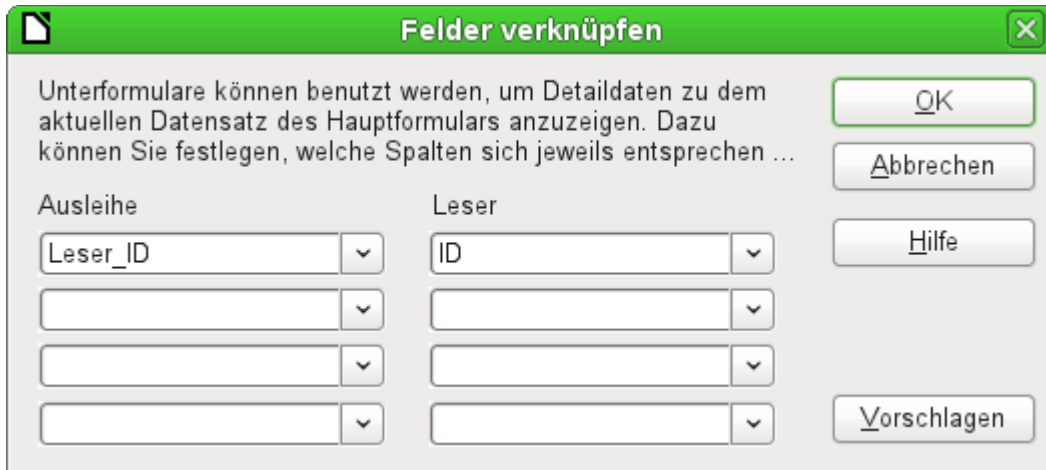 Felder verknüpfen
Unterformulare können benutzt werden, um Detaildaten zu dem
aktuellen Datensatz des Hauptformulars anzuzeigen. Dazu
können Sie festlegen, welche Spalten sich jeweils entsprechen ...
OK
Abbrechen
Hilfe
Ausleihe Leser
Leser_ID ID
Vorschlagen